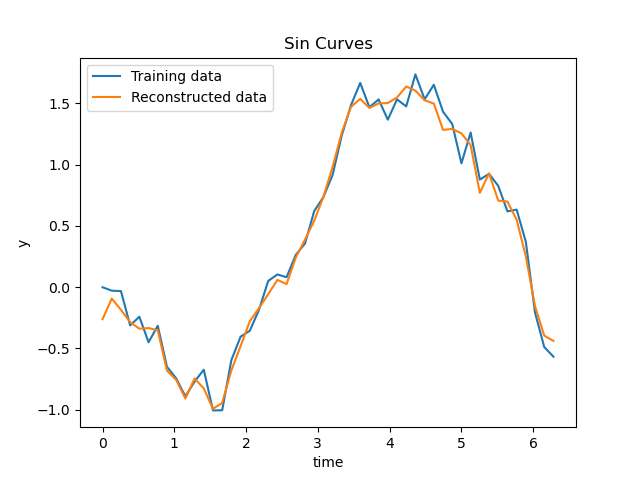 Sin Curves
Training data
Reconstructed data
y
1.5
1.0
0.5
0.0
−0.5
−1.0
0 1 2 3 4 5 6
time